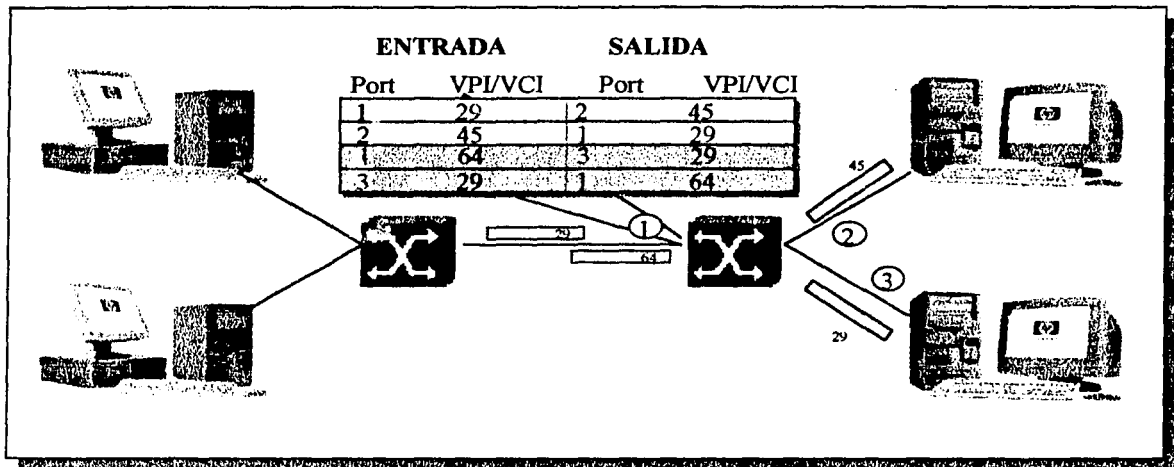 ENTRADA SALIDA
Port VPI/VCI Port VPI/VCI
1 29 2 45
2 45 1 29
1 64 3 29
3 29 1 64
45
1
29
2
64
3
29